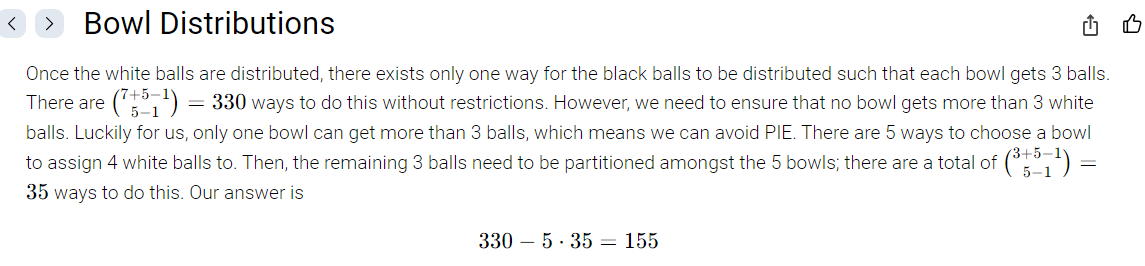 Bowl Distributions
Once the white balls are distributed, there exists only one way for the black balls to be distributed such that each bowl gets 3 balls.
There are $\binom{7+5-1}{5-1} = 330$ ways to do this without restrictions. However, we need to ensure that no bowl gets more than 3 white
balls. Luckily for us, only one bowl can get more than 3 balls, which means we can avoid PIE. There are 5 ways to choose a bowl
to assign 4 white balls to. Then, the remaining 3 balls need to be partitioned amongst the 5 bowls; there are a total of $\binom{3+5-1}{5-1} =$
35 ways to do this. Our answer is
$330 - 5 \cdot 35 = 155$